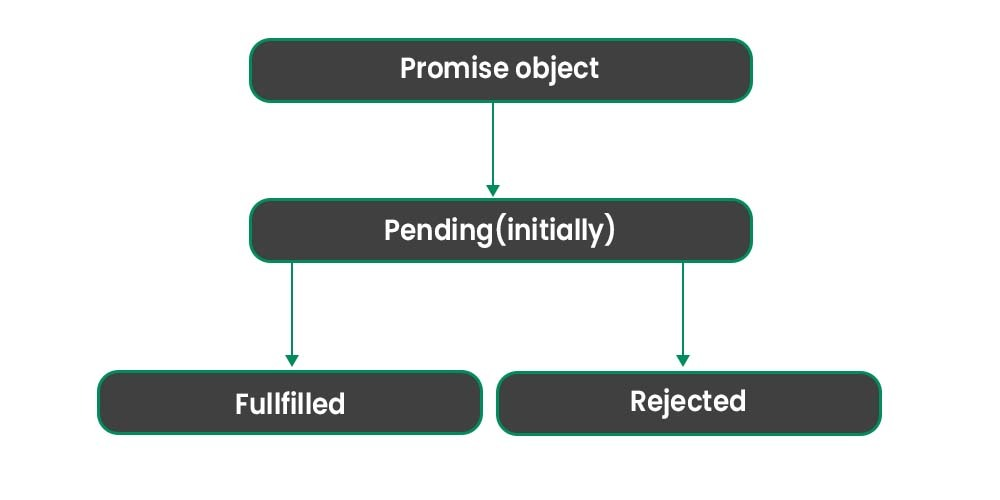 Promise object
Pending(initially)
Fullfilled
Rejected